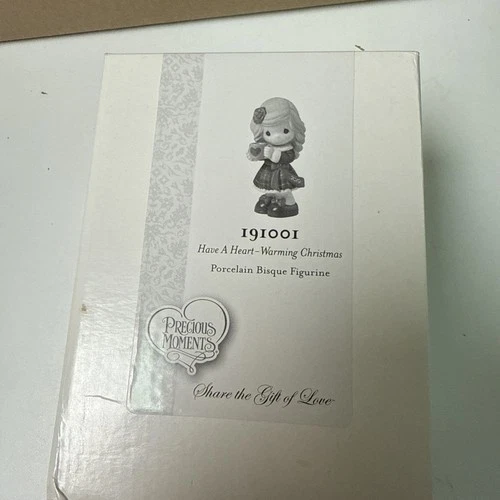 191001
Have A Heart-Warming Christmas
Porcelain Bisque Figurine
PRECIOUS
MOMENTS
Share the Gift of Love